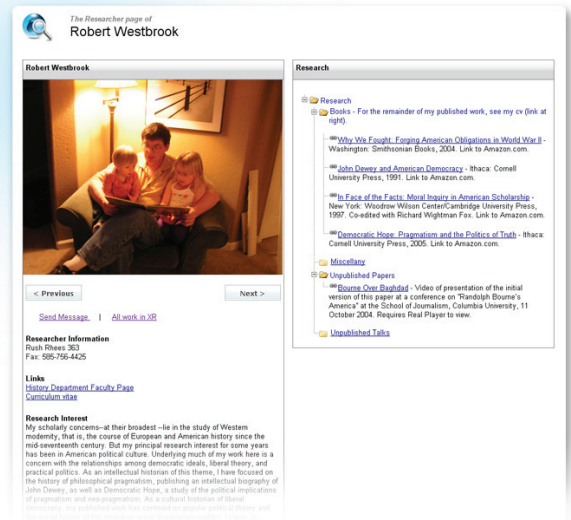 The Researcher page of
Robert Westbrook
Robert Westbrook
< Previous
Next >
Send Message
|
All work in XR
Researcher Information
Rush Rhees 363
Fax: 585-756-4425
Links
History Department Faculty Page
Curriculum vitae
Research Interest
My scholarly concerns--at their broadest --lie in the study of Western
modernity, that is, the course of European and American history since the
mid-seventeenth century. But my principal research interest for some years
has been in American political culture. Underlying much of my work here is a
concern with the relationships among democratic ideals, liberal theory, and
practical politics. As an intellectual historian of this theme, I have focused on
the history of philosophical pragmatism, publishing an intellectual biography of
John Dewey, as well as Democratic Hope, a study of the political implications
of pragmatism and neo-pragmatism. As a cultural historian of liberal
democracy, my published work has centered on popular political theory and
Research
Research
Books - For the remainder of my published work, see my cv (link at
right).
Why We Fought: Forging American Obligations in World War II -
Washington: Smithsonian Books, 2004. Link to Amazon.com.
John Dewey and American Democracy - Ithaca: Cornell
University Press, 1991. Link to Amazon.com.
In Face of the Facts: Moral Inquiry in American Scholarship -
New York: Woodrow Wilson Center/Cambridge University Press,
1997. Co-edited with Richard Wightman Fox. Link to Amazon.com.
Democratic Hope: Pragmatism and the Politics of Truth - Ithaca:
Cornell University Press, 2005. Link to Amazon.com.
Miscellany
Unpublished Papers
Bourne Over Baghdad - Video of presentation of the initial
version of this paper at a conference on "Randolph Bourne's
America" at the School of Journalism, Columbia University, 11
October 2004. Requires Real Player to view.
Unpublished Talks